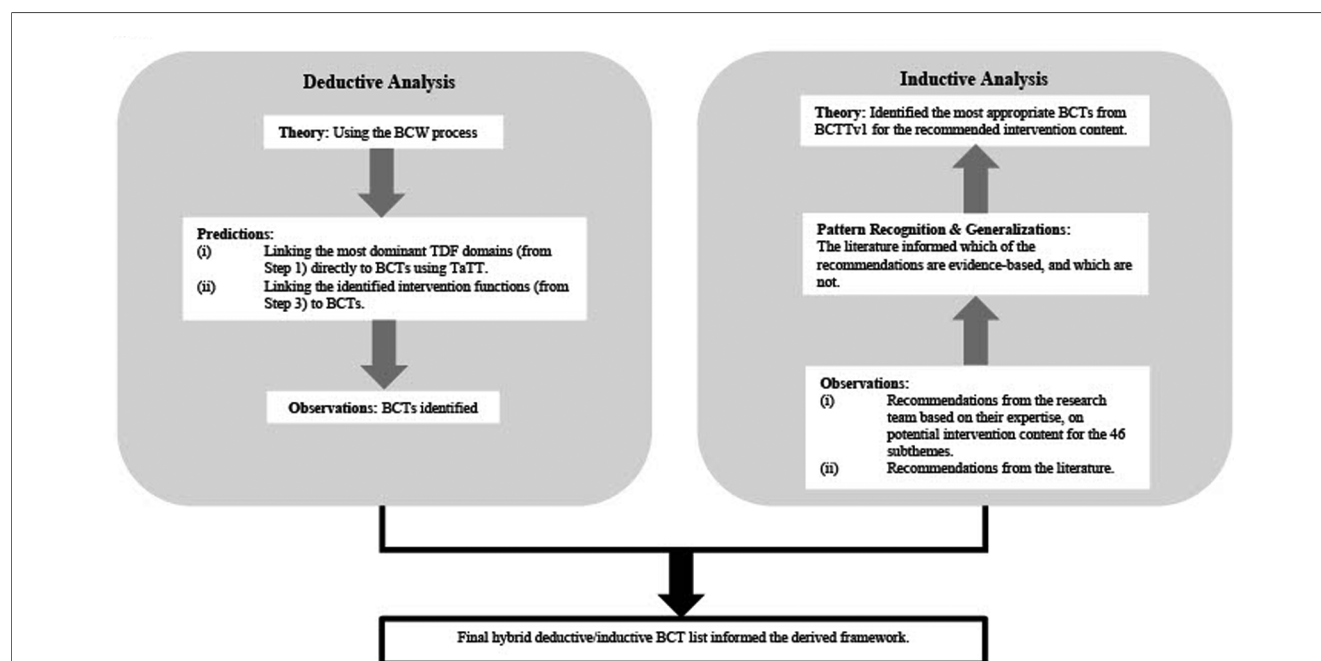 Deductive Analysis
Theory: Using the BCW process
Predictions:
(i) Linking the most dominant TDF domains (from
Step 1) directly to BCTs using TaTT.
(ii) Linking the identified intervention functions (from
Step 3) to BCTs.
Observations: BCTs identified
Inductive Analysis
Theory: Identified the most appropriate BCTs from
BCTTv1 for the recommended intervention content.
Pattern Recognition & Generalizations:
The literature informed which of the
recommendations are evidence-based, and which are
not.
Observations:
(i) Recommendations from the research
team based on their expertise, on
potential intervention content for the 46
subthemes.
(ii) Recommendations from the literature.
Final hybrid deductive/inductive BCT list informed the derived framework.